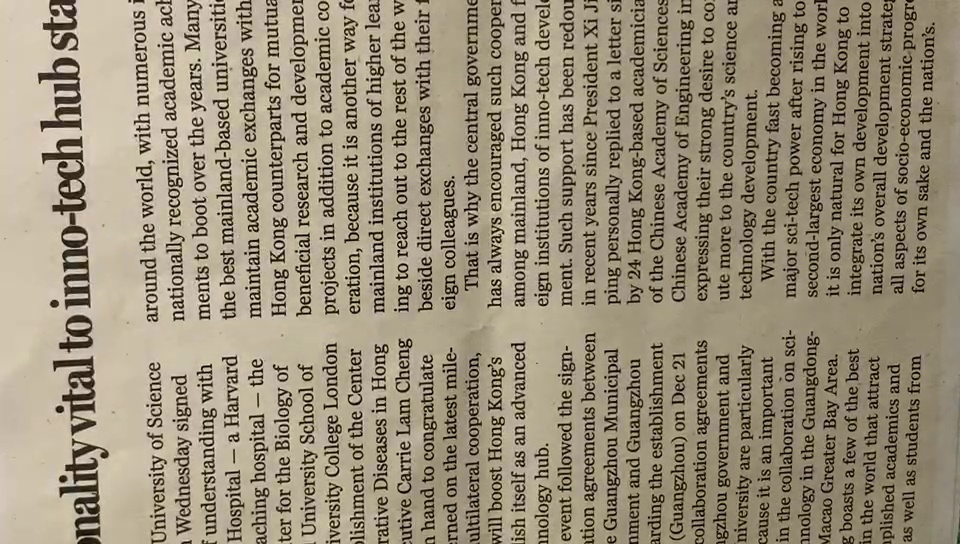 nality vital to inno-tech hub sta
University of Science
Wednesday signed
understanding with
Hospital — a Harvard
aching hospital — the
ter for the Biology of
University School of
iversity College London
blishment of the Center
rative Diseases in Hong
utive Carrie Lam Cheng
n hand to congratulate
erned on the latest mile-
ultilateral cooperation,
will boost Hong Kong's
lish itself as an advanced
hnology hub.
event followed the sign-
ation agreements between
e Guangzhou Municipal
ment and Guangzhou
arding the establishment
(Guangzhou) on Dec 21
collaboration agreements
ngzhou government and
niversity are particularly
cause it is an important
in the collaboration on sci-
hnology in the Guangdong-
Macao Greater Bay Area.
g boasts a few of the best
in the world that attract
mplished academics and
as well as students from
around the world, with numerous i
nationally recognized academic ach
ments to boot over the years. Many
the best mainland-based universitie
maintain academic exchanges with
Hong Kong counterparts for mutua
beneficial research and developmen
projects in addition to academic co
eration, because it is another way fo
mainland institutions of higher lear
ing to reach out to the rest of the w
beside direct exchanges with their f
eign colleagues.
That is why the central governme
has always encouraged such cooper
among mainland, Hong Kong and f
eign institutions of inno-tech develo
ment. Such support has been redou
in recent years since President Xi Ji
ping personally replied to a letter si
by 24 Hong Kong-based academicia
of the Chinese Academy of Sciences
Chinese Academy of Engineering in
expressing their strong desire to co
ute more to the country's science an
technology development.
With the country fast becoming a
major sci-tech power after rising to
second-largest economy in the worl
it is only natural for Hong Kong to
integrate its own development into
nation's overall development strateg
all aspects of socio-economic-progre
for its own sake and the nation's.